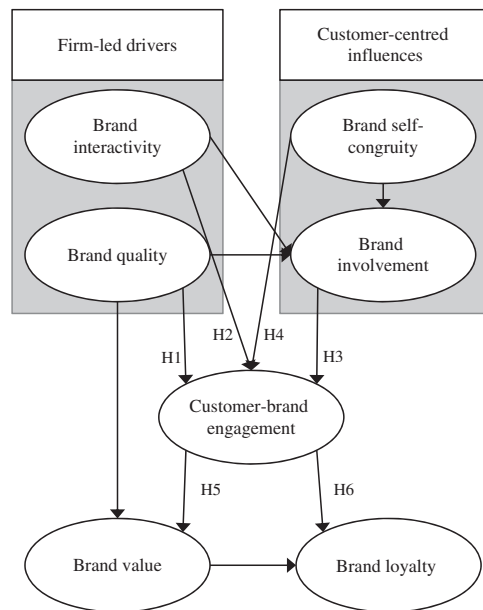 Firm-led drivers
Customer-centred
influences
Brand
interactivity
Brand self-
congruity
Brand quality
Brand
involvement
H1
H2
H4
H3
Customer-brand
engagement
H5
H6
Brand value
Brand loyalty